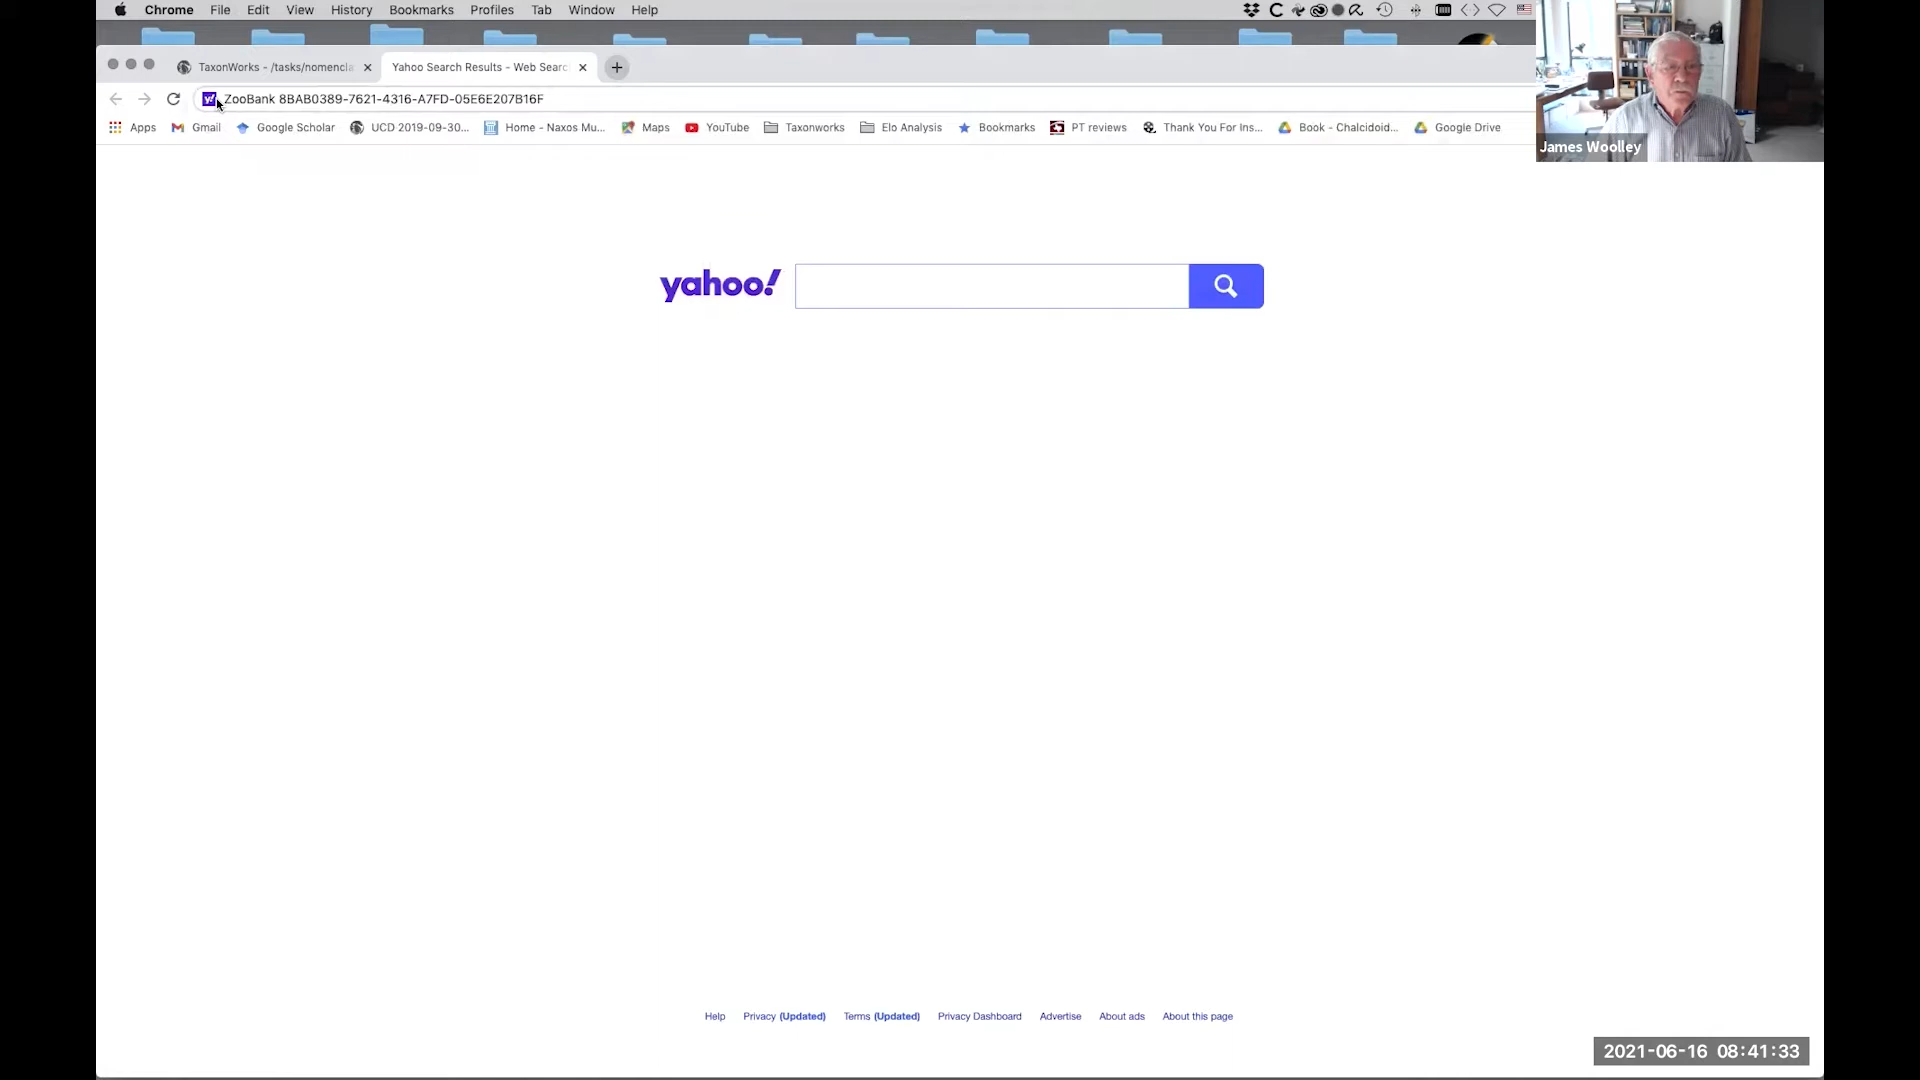 Chrome File Edit View History Bookmarks Profiles Tab Window Help
TaxonWorks - /tasks/nomencla
Yahoo Search Results - Web Searc
ZooBank 8BAB0389-7621-4316-A7FD-05E6E207B16F
Apps Gmail Google Scholar UCD 2019-09-30... Home - Naxos Mu... Maps YouTube Taxonworks Elo Analysis Bookmarks PT reviews Thank You For Ins... Book - Chalcidoid... Google Drive
James Woolley
yahoo!
Help Privacy (Updated) Terms (Updated) Privacy Dashboard Advertise About ads About this page
2021-06-16 08:41:33